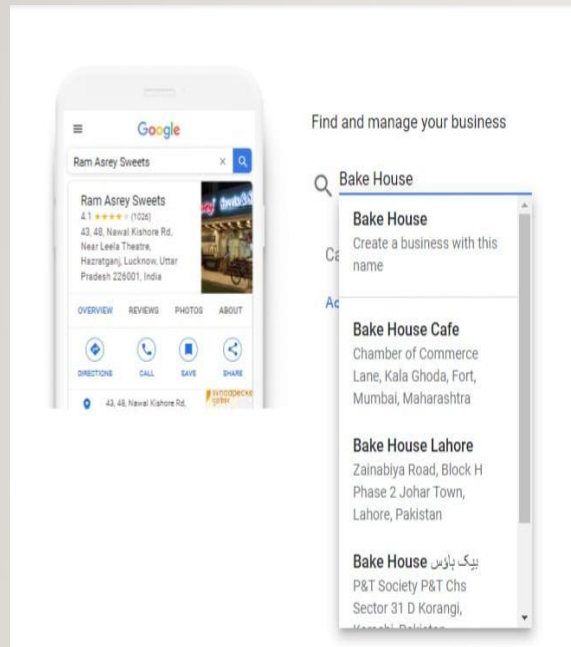 Google
Ram Asrey Sweets ×
Ram Asrey Sweets
4.1 ★★★★★ (1026)
43, 48, Nawal Kishore Rd,
Near Leela Theatre,
Hazratganj, Lucknow, Uttar
Pradesh 226001, India
OVERVIEW REVIEWS PHOTOS ABOUT
DIRECTIONS CALL SAVE SHARE
43, 48, Nawal Kishore Rd,
Find and manage your business
Bake House
Bake House
Create a business with this
name
Bake House Cafe
Chamber of Commerce
Lane, Kala Ghoda, Fort,
Mumbai, Maharashtra
Bake House Lahore
Zainabiya Road, Block H
Phase 2 Johar Town,
Lahore, Pakistan
Bake House بیک ہاؤس
P&T Society P&T Chs
Sector 31 D Korangi,
Karachi, Pakistan